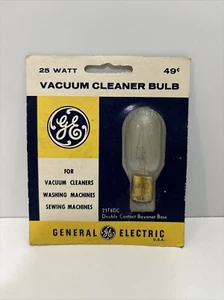 25 WATT 49¢
VACUUM CLEANER BULB
GE
FOR
VACUUM CLEANERS
WASHING MACHINES
SEWING MACHINES
25T8DC
Double Contact Bayonet Base
GENERAL GE ELECTRIC
U.S.A.